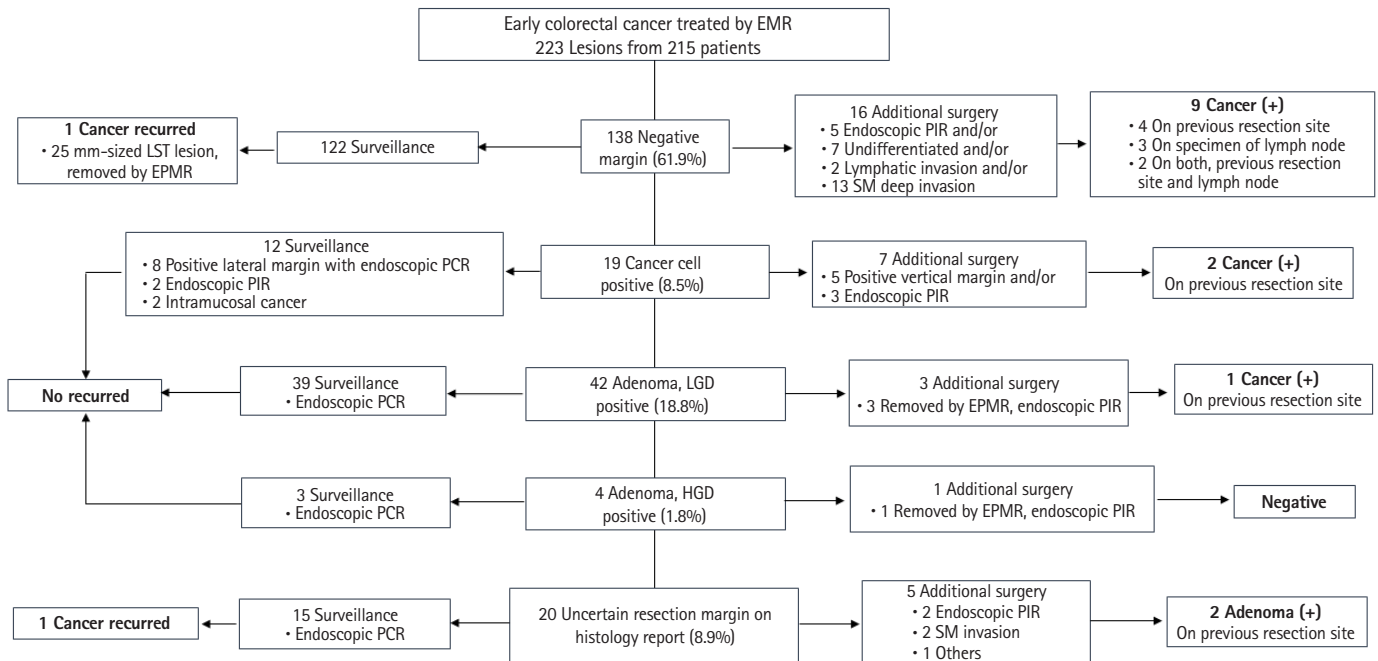 Early colorectal cancer treated by EMR
223 Lesions from 215 patients
1 Cancer recurred
• 25 mm-sized LST lesion,
removed by EPMR
122 Surveillance
138 Negative
margin (61.9%)
16 Additional surgery
• 5 Endoscopic PIR and/or
• 7 Undifferentiated and/or
• 2 Lymphatic invasion and/or
• 13 SM deep invasion
9 Cancer (+)
• 4 On previous resection site
• 3 On specimen of lymph node
• 2 On both, previous resection
site and lymph node
12 Surveillance
• 8 Positive lateral margin with endoscopic PCR
• 2 Endoscopic PIR
• 2 Intramucosal cancer
19 Cancer cell
positive (8.5%)
7 Additional surgery
• 5 Positive vertical margin and/or
• 3 Endoscopic PIR
2 Cancer (+)
On previous resection site
No recurred
39 Surveillance
• Endoscopic PCR
42 Adenoma, LGD
positive (18.8%)
3 Additional surgery
• 3 Removed by EPMR, endoscopic PIR
1 Cancer (+)
On previous resection site
3 Surveillance
• Endoscopic PCR
4 Adenoma, HGD
positive (1.8%)
1 Additional surgery
• 1 Removed by EPMR, endoscopic PIR
Negative
1 Cancer recurred
15 Surveillance
• Endoscopic PCR
20 Uncertain resection margin on
histology report (8.9%)
5 Additional surgery
• 2 Endoscopic PIR
• 2 SM invasion
• 1 Others
2 Adenoma (+)
On previous resection site